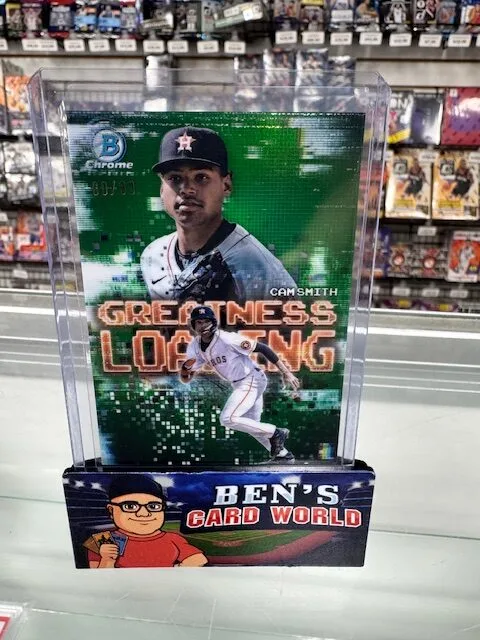 B
Chrome
H
CAM SMITH
GREATNESS
LOADING
BEN'S
CARD WORLD